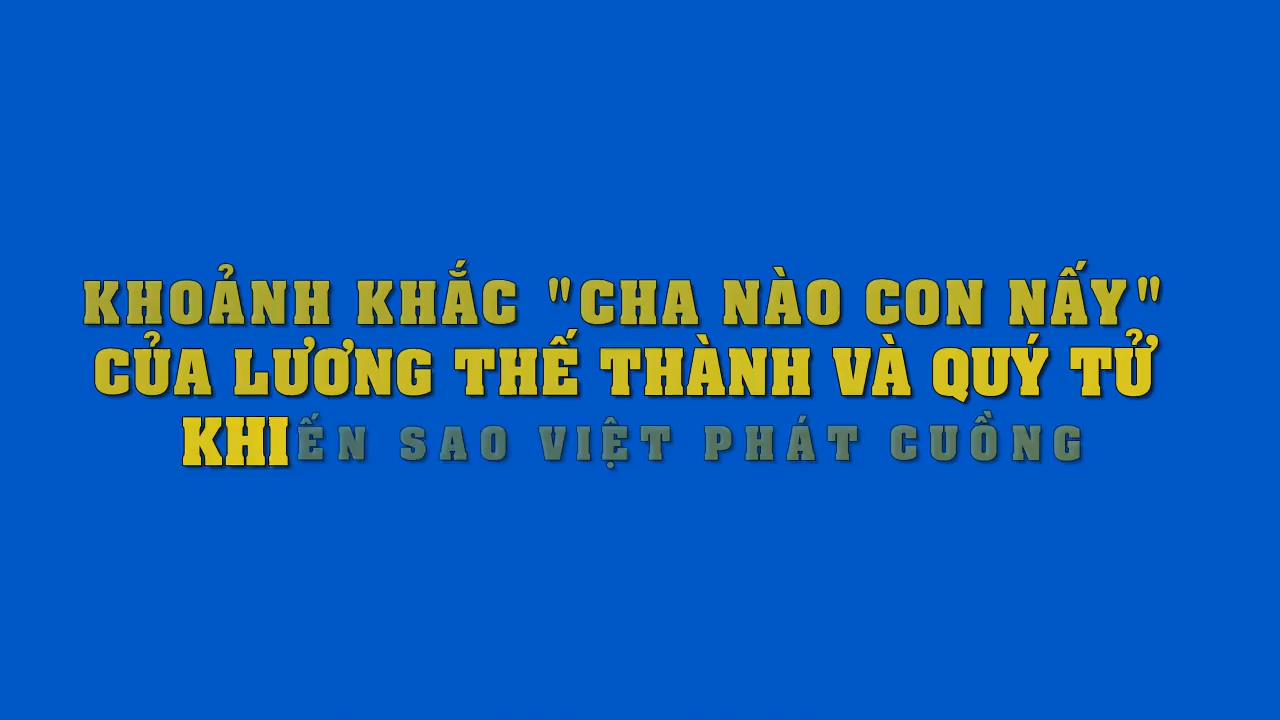 KHOẢNH KHẮC "CHA NÀO CON NẤY"
CỦA LƯƠNG THẾ THÀNH VÀ QUÝ TỬ
KHIẾN SAO VIỆT PHÁT CUỒNG